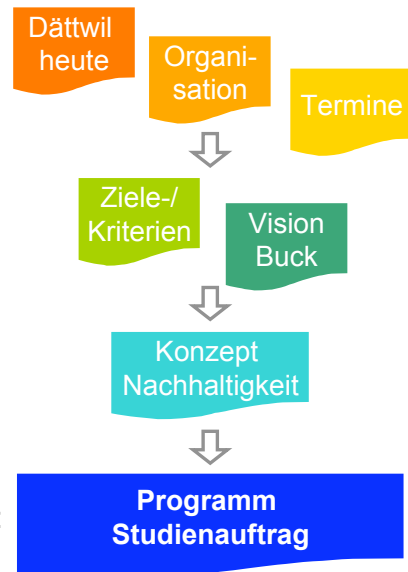 Dättwil
heute
Organi-
sation
Termine
Ziele-/
Kriterien
Vision
Buck
Konzept
Nachhaltigkeit
Programm
Studienauftrag